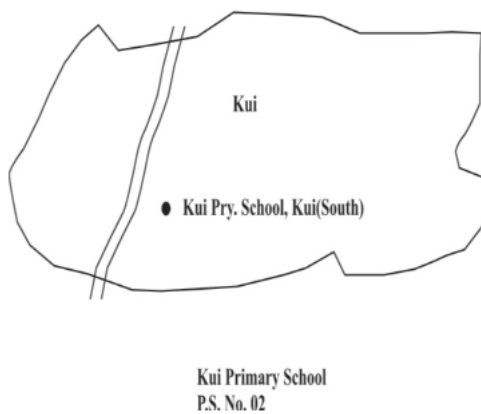 Kui
Kui Pry. School, Kui(South)
Kui Primary School
P.S. No. 02